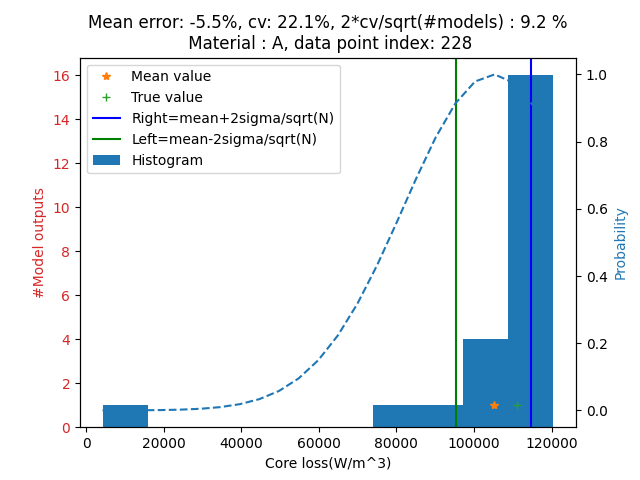 Mean error: -5.5%, cv: 22.1%, 2*cv/sqrt(#models) : 9.2 %
Material : A, data point index: 228
Mean value
True value
Right=mean+2sigma/sqrt(N)
Left=mean-2sigma/sqrt(N)
Histogram
#Model outputs
16
14
12
10
8
6
4
2
0
Probability
1.0
0.8
0.6
0.4
0.2
0.0
0 20000 40000 60000 80000 100000 120000
Core loss(W/m^3)